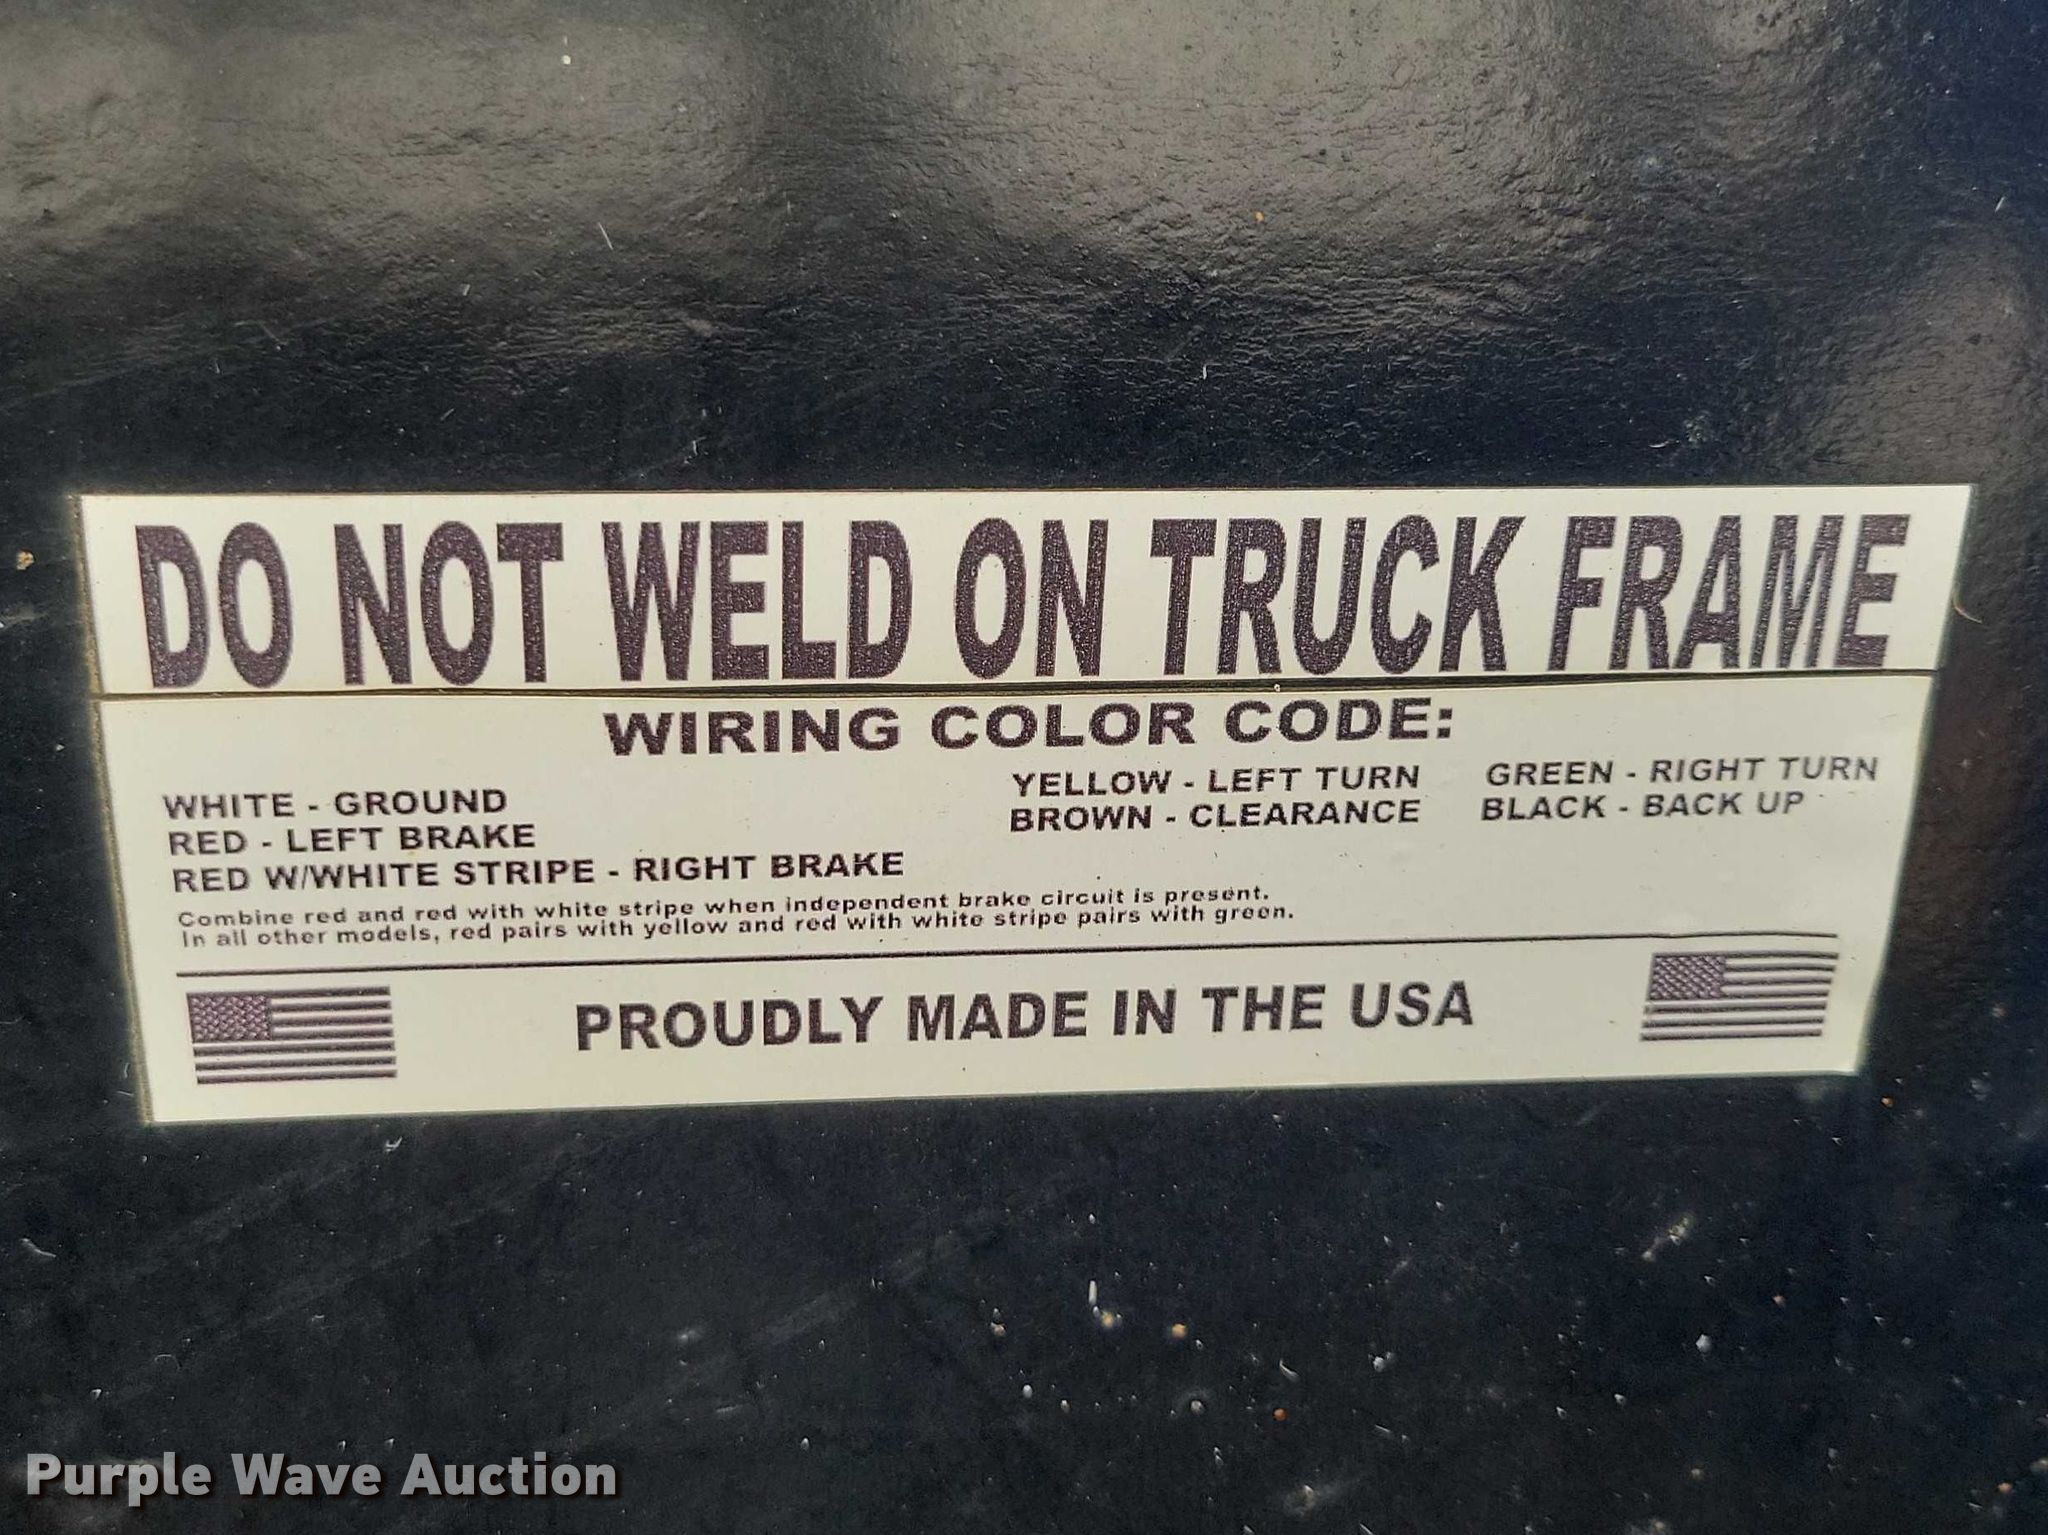 DO NOT WELD ON TRUCK FRAME
WIRING COLOR CODE:
WHITE - GROUND
RED - LEFT BRAKE
RED W/WHITE STRIPE - RIGHT BRAKE
YELLOW - LEFT TURN
BROWN - CLEARANCE
GREEN - RIGHT TURN
BLACK - BACK UP
Combine red and red with white stripe when independent brake circuit is present.
In all other models, red pairs with yellow and red with white stripe pairs with green.
PROUDLY MADE IN THE USA
Purple Wave Auction